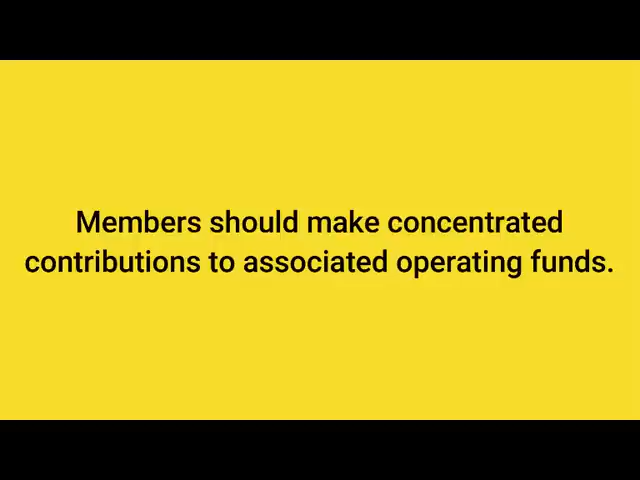 Members should make concentrated
contributions to associated operating funds.